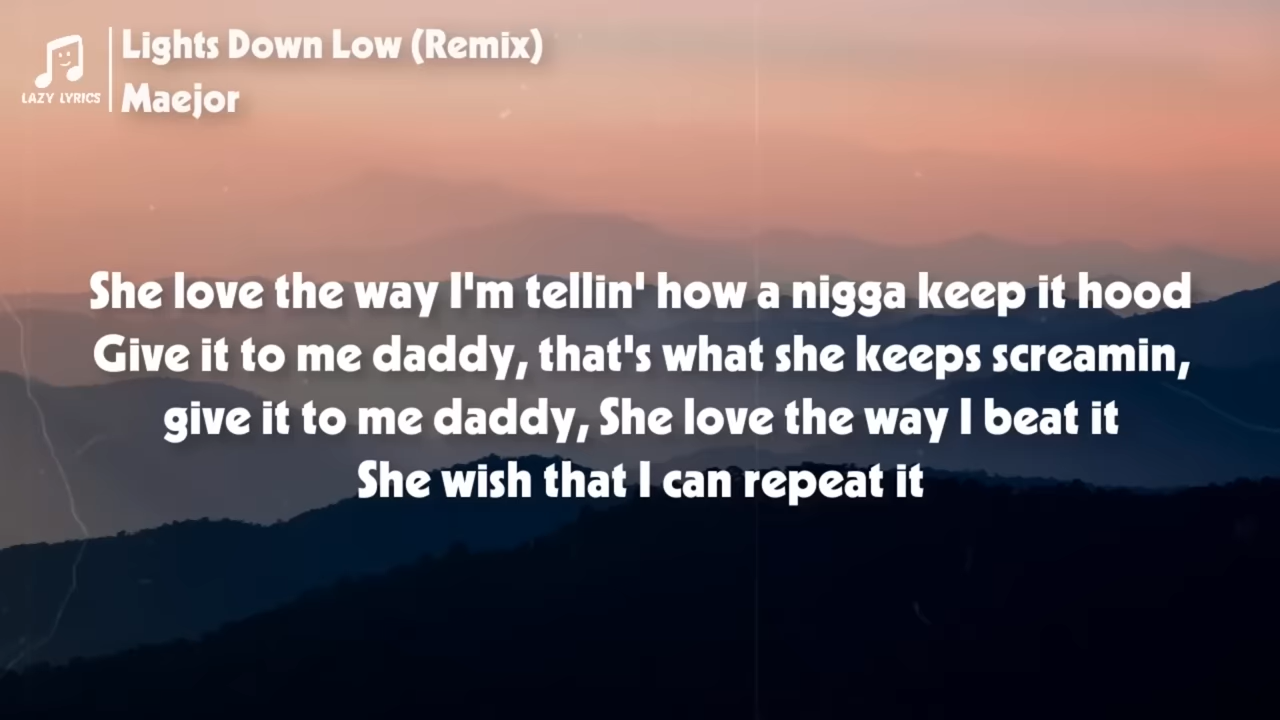 Lights Down Low (Remix)
LAZY LYRICS
Maejor
She love the way I'm tellin' how a nigga keep it hood
Give it to me daddy, that's what she keeps screamin,
give it to me daddy, She love the way I beat it
She wish that I can repeat it